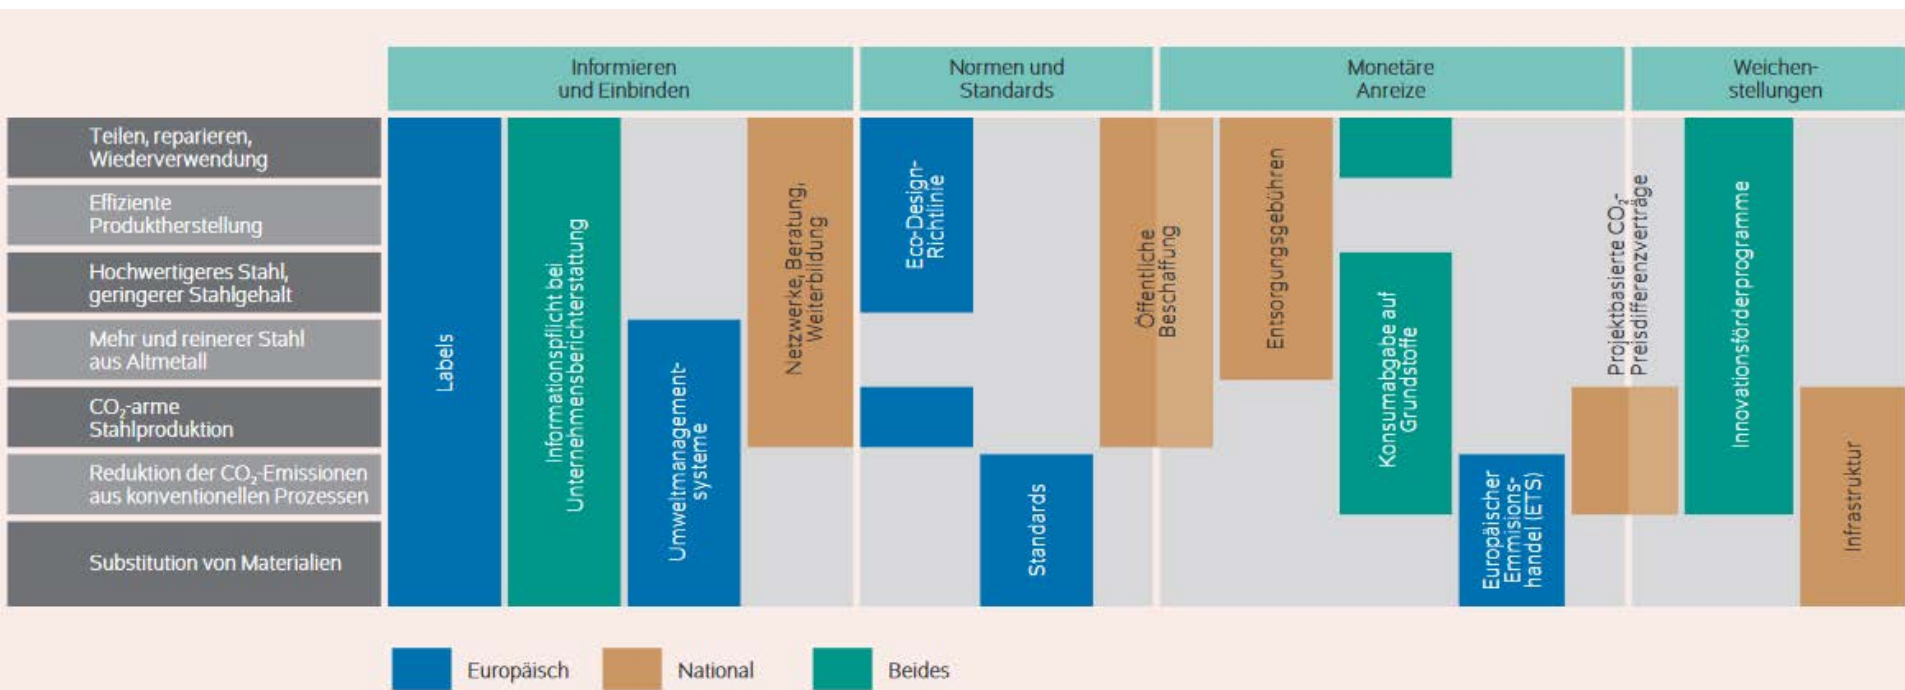 Informieren
und Einbinden
Normen und
Standards
Monetäre
Anreize
Weichen-
stellungen
Teilen, reparieren,
Wiederverwendung
Effiziente
Produktherstellung
Hochwertigeres Stahl,
geringerer Stahlgehalt
Mehr und reinerer Stahl
aus Altmetall
CO₂-arme
Stahlproduktion
Reduktion der CO₂-Emissionen
aus konventionellen Prozessen
Substitution von Materialien
Labels
Informationspflicht bei
Unternehmensberichterstattung
Umweltmanagement-
systeme
Netzwerke, Beratung,
Weiterbildung
Eco-Design-
Richtlinie
Standards
Öffentliche
Beschaffung
Entsorgungsgebühren
Konsumabgabe auf
Grundstoffe
Europäischer
Emmisions-
handel (ETS)
Projektbasierte CO₂-
Preisdifferenzverträge
Innovationsförderprogramme
Infrastruktur
Europäisch
National
Beides